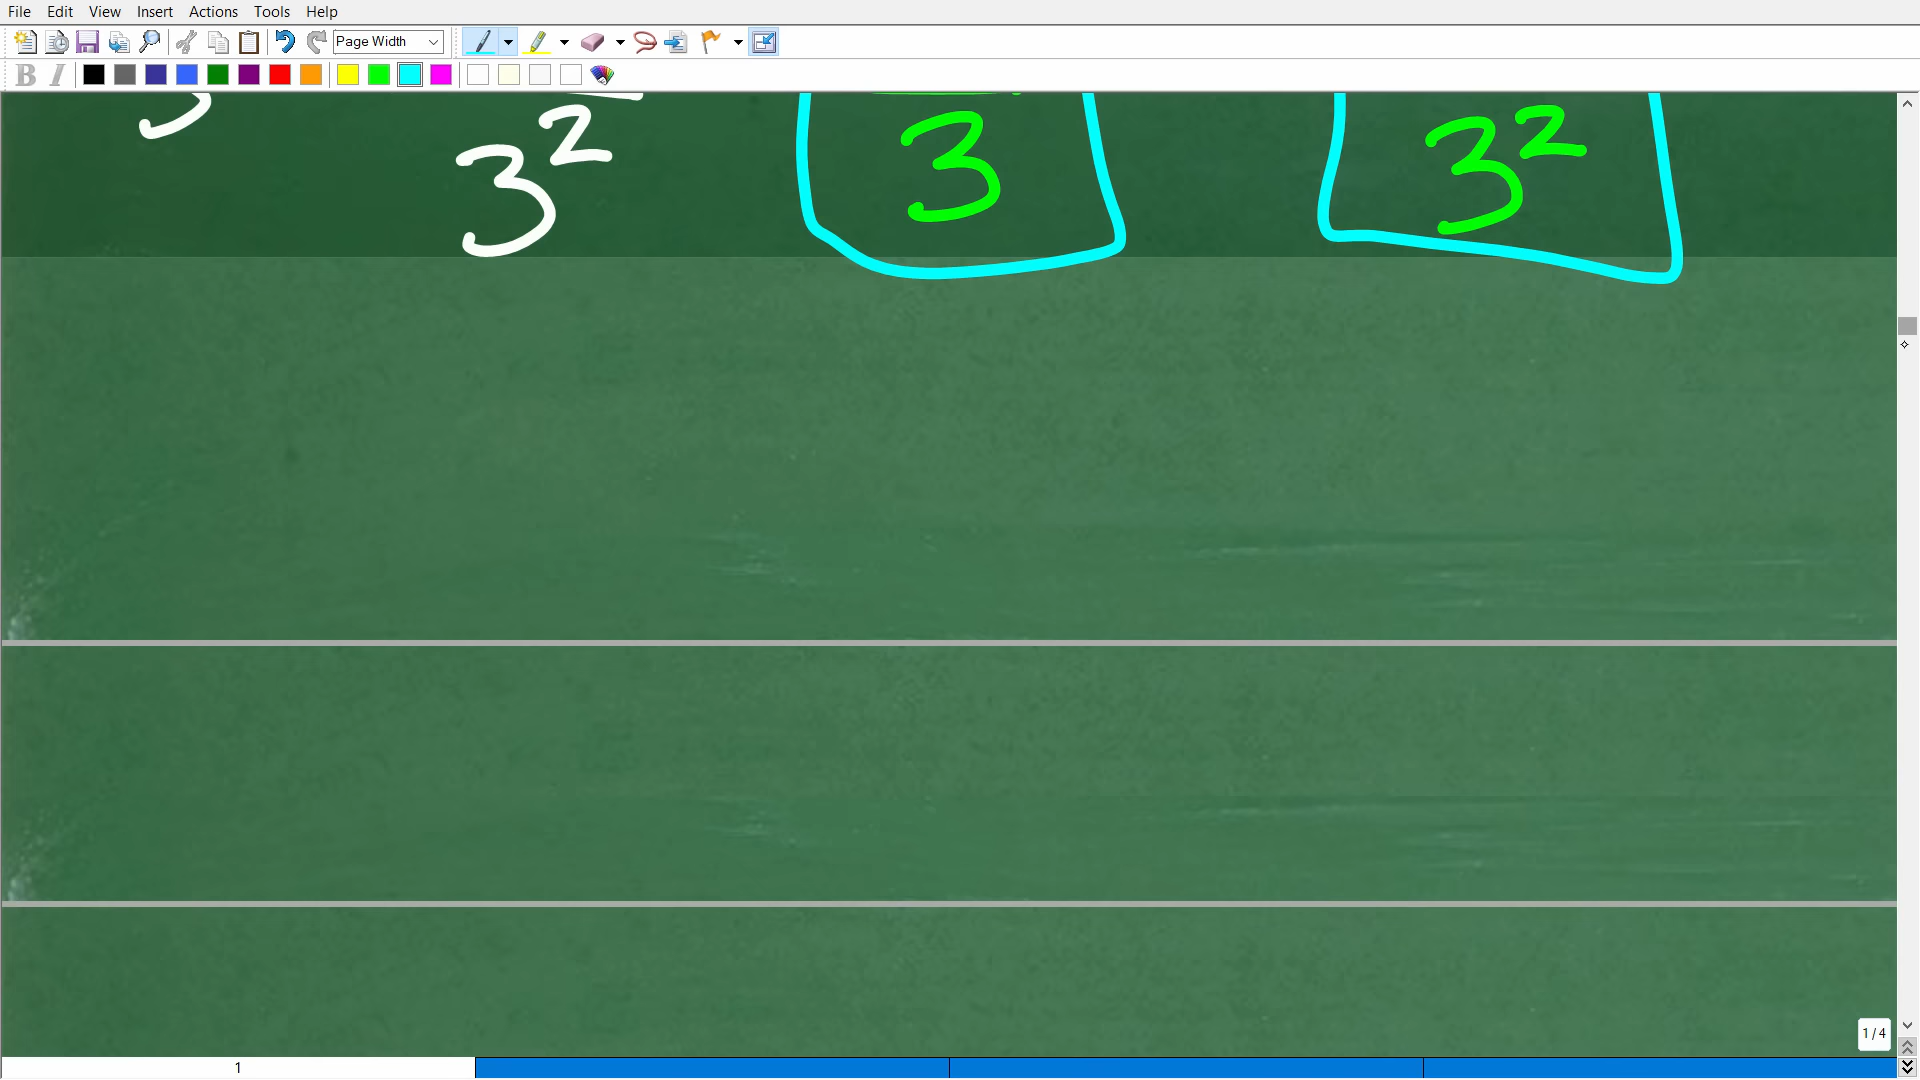 File Edit View Insert Actions Tools Help
Page Width
B I
3² 3 3²
1 / 4
1